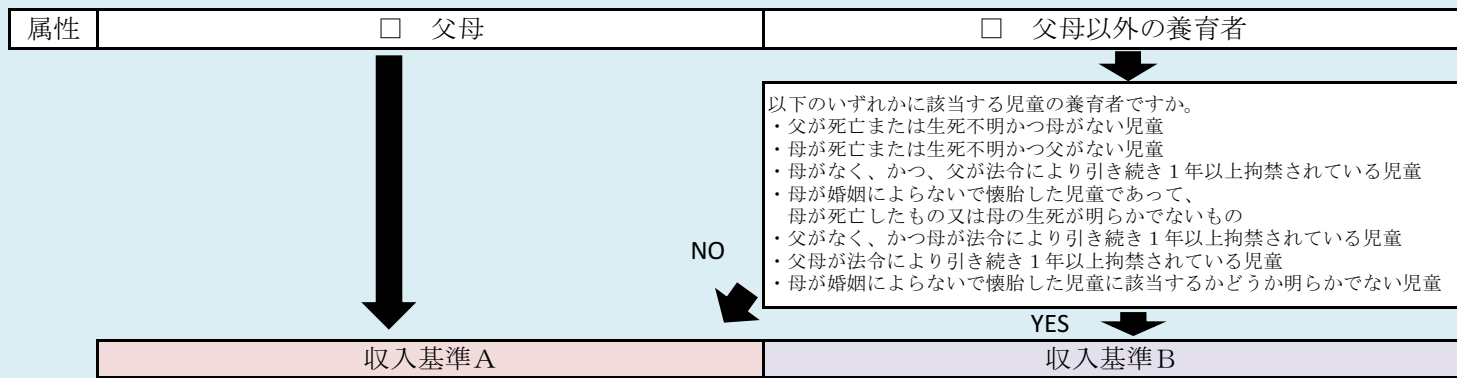 属性
□ 父母
□ 父母以外の養育者
以下のいずれかに該当する児童の養育者ですか。
・父が死亡または生死不明かつ母がない児童
・母が死亡または生死不明かつ父がない児童
・母がなく、かつ、父が法令により引き続き１年以上拘禁されている児童
・母が婚姻によらないで懐胎した児童であって、
母が死亡したもの又は母の生死が明らかでないもの
・父がなく、かつ母が法令により引き続き１年以上拘禁されている児童
・父母が法令により引き続き１年以上拘禁されている児童
・母が婚姻によらないで懐胎した児童に該当するかどうか明らかでない児童
NO
YES
収入基準Ａ
収入基準Ｂ